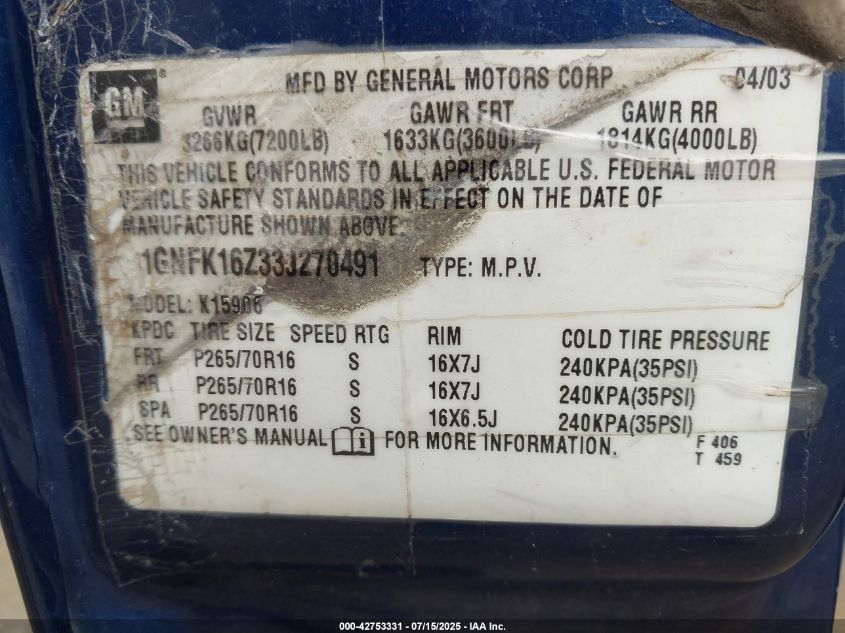 GM ® MFD BY GENERAL MOTORS CORP 04/03
GVWR GAWR FRT GAWR RR
3266KG(7200LB) 1633KG(3600LB) 1814KG(4000LB)
THIS VEHICLE CONFORMS TO ALL APPLICABLE U.S. FEDERAL MOTOR
VEHICLE SAFETY STANDARDS IN EFFECT ON THE DATE OF
MANUFACTURE SHOWN ABOVE.
1GNFK16Z33J270491 TYPE: M.P.V.
MODEL: K15906
KPDC TIRE SIZE SPEED RTG RIM COLD TIRE PRESSURE
FRT P265/70R16 S 16X7J 240KPA(35PSI)
RR P265/70R16 S 16X7J 240KPA(35PSI)
SPA P265/70R16 S 16X6.5J 240KPA(35PSI)
SEE OWNER'S MANUAL i FOR MORE INFORMATION.
F 406
T 459
000-42753331 - 07/15/2025 - IAA Inc.